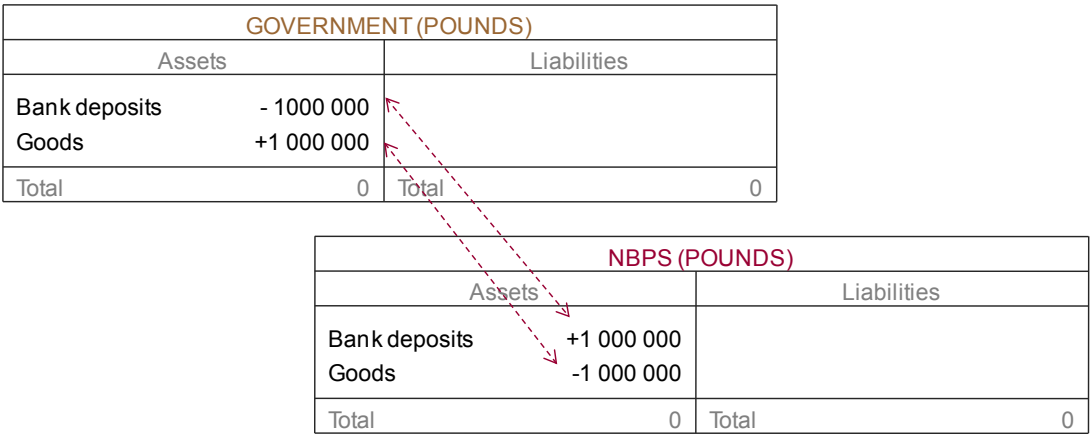 GOVERNMENT (POUNDS)
Assets Liabilities
Bank deposits - 1000 000
Goods +1 000 000
Total 0 Total 0
NBPS (POUNDS)
Assets Liabilities
Bank deposits +1 000 000
Goods -1 000 000
Total 0 Total 0